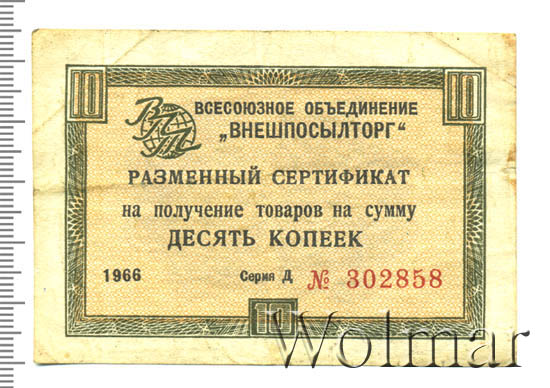 10 10
ВПТ
ВСЕСОЮЗНОЕ ОБЪЕДИНЕНИЕ
„ВНЕШПОСЫЛТОРГ“
РАЗМЕННЫЙ СЕРТИФИКАТ
на получение товаров на сумму
ДЕСЯТЬ КОПЕЕК
1966 Серия Д № 302858
10
Wolmar